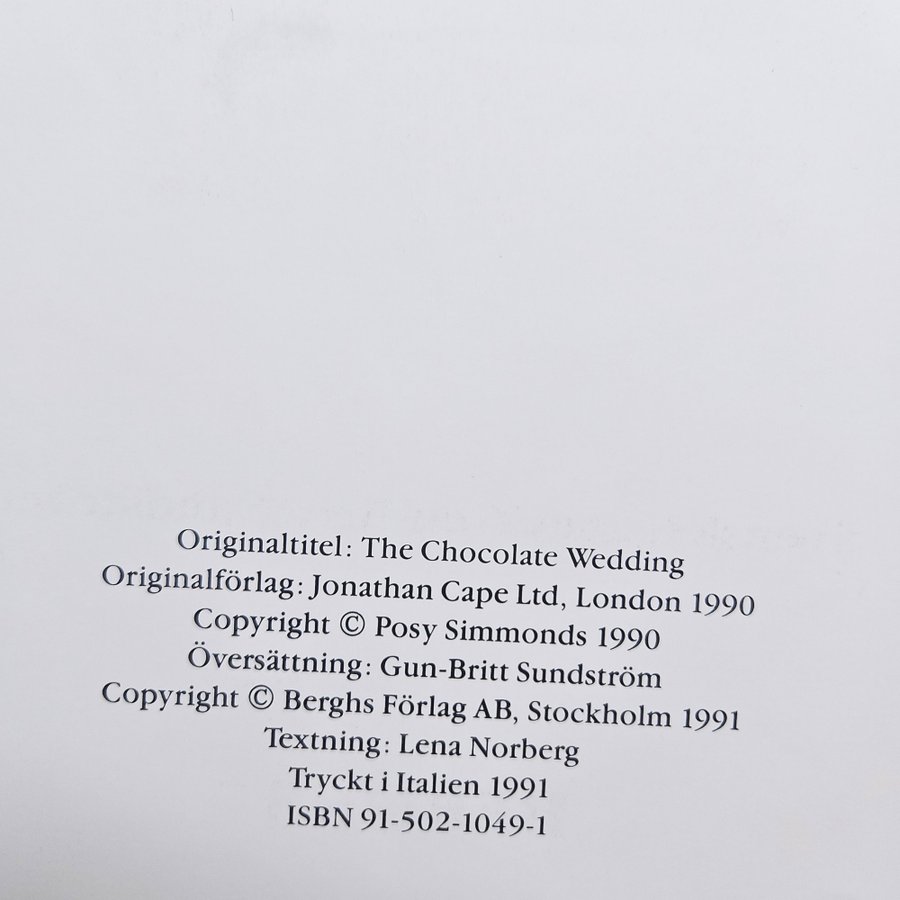 Originaltitel: The Chocolate Wedding
Originalförlag: Jonathan Cape Ltd, London 1990
Copyright © Posy Simmonds 1990
Översättning: Gun-Britt Sundström
Copyright © Berghs Förlag AB, Stockholm 1991
Textning: Lena Norberg
Tryckt i Italien 1991
ISBN 91-502-1049-1